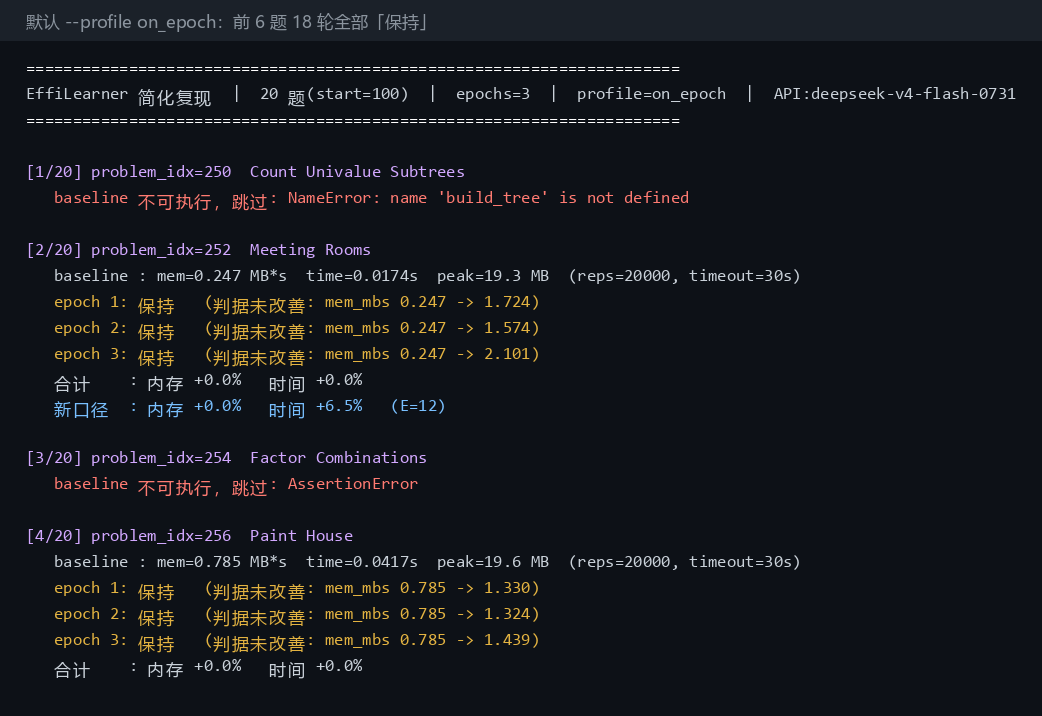 默认 --profile on_epoch：前 6 题 18 轮全部「保持」
======================================================================
EffiLearner 简化复现  |  20 题(start=100)  |  epochs=3  |  profile=on_epoch  |  API:deepseek-v4-flash-0731
======================================================================
[1/20] problem_idx=250  Count Univalue Subtrees
baseline 不可执行，跳过: NameError: name 'build_tree' is not defined
[2/20] problem_idx=252  Meeting Rooms
baseline : mem=0.247 MB*s  time=0.0174s  peak=19.3 MB  (reps=20000, timeout=30s)
epoch 1: 保持   (判据未改善: mem_mbs 0.247 -> 1.724)
epoch 2: 保持   (判据未改善: mem_mbs 0.247 -> 1.574)
epoch 3: 保持   (判据未改善: mem_mbs 0.247 -> 2.101)
合计    : 内存 +0.0%  时间 +0.0%
新口径  : 内存 +0.0%  时间 +6.5%   (E=12)
[3/20] problem_idx=254  Factor Combinations
baseline 不可执行，跳过: AssertionError
[4/20] problem_idx=256  Paint House
baseline : mem=0.785 MB*s  time=0.0417s  peak=19.6 MB  (reps=20000, timeout=30s)
epoch 1: 保持   (判据未改善: mem_mbs 0.785 -> 1.330)
epoch 2: 保持   (判据未改善: mem_mbs 0.785 -> 1.324)
epoch 3: 保持   (判据未改善: mem_mbs 0.785 -> 1.439)
合计    : 内存 +0.0%  时间 +0.0%